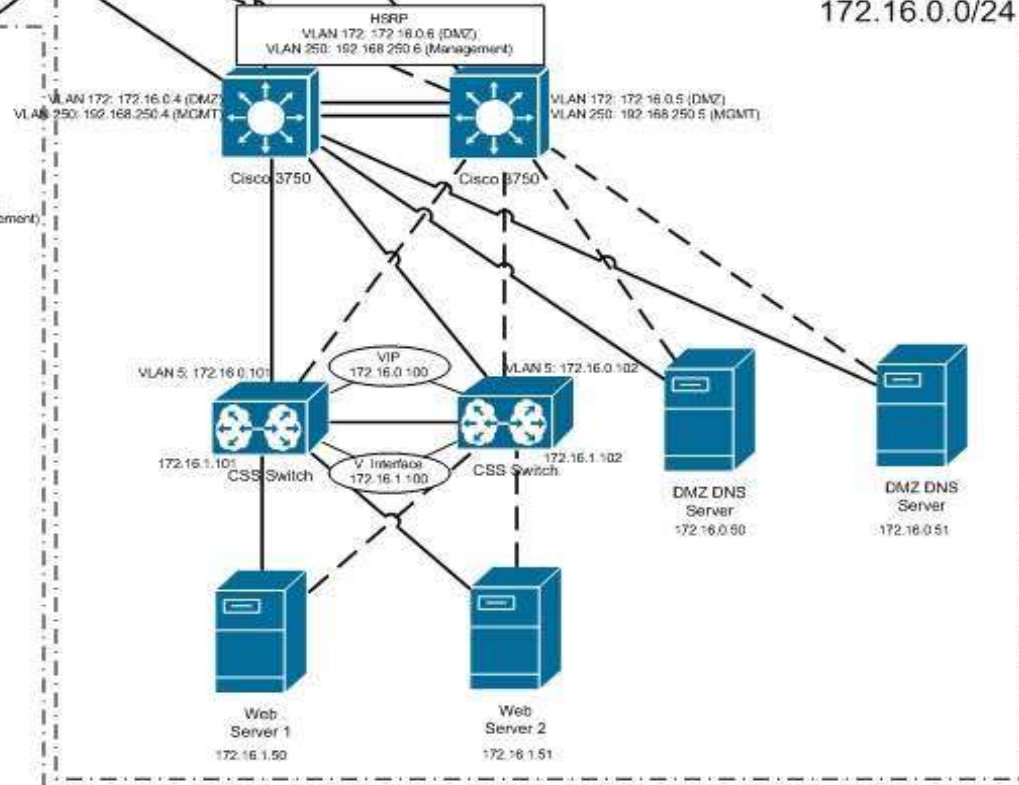 172.16.0.0/24
HSRP
VLAN 172: 172.16.0.6 (DMZ)
VLAN 250: 192.168.250.6 (Management)
VLAN 172: 172.16.0.4 (DMZ)
VLAN 250: 192.168.250.4 (MGMT)
VLAN 172: 172.16.0.5 (DMZ)
VLAN 250: 192.168.250.5 (MGMT)
Cisco 3750
Cisco 3750
ement)
VIP
172.16.0.100
VLAN 5: 172.16.0.101
VLAN 5: 172.16.0.102
172.16.1.101
CSS Switch
V. Interface
172.16.1.100
172.16.1.102
CSS Switch
DMZ DNS
Server
172.16.0.50
DMZ DNS
Server
172.16.0.51
Web
Server 1
172.16.1.50
Web
Server 2
172.16.1.51